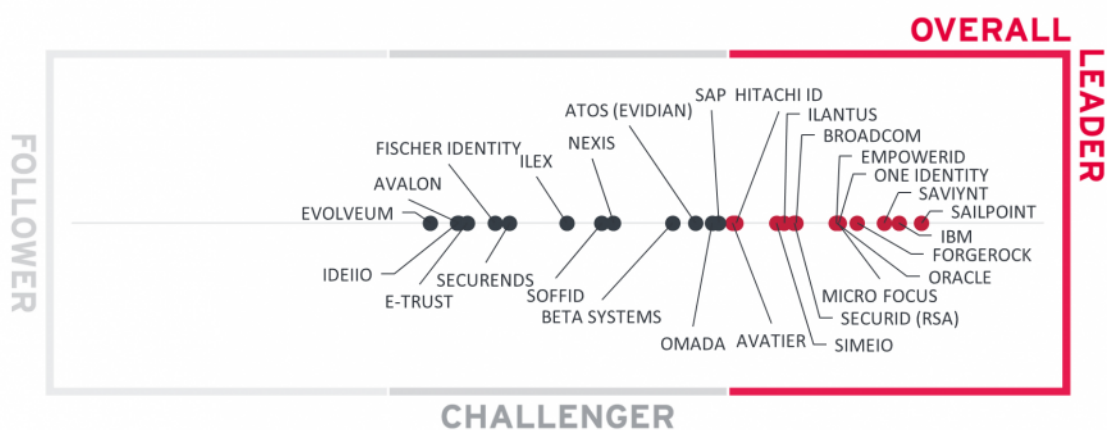 OVERALL
LEADER
SAP HITACHI ID
ATOS (EVIDIAN)
ILANTUS
NEXIS
BROADCOM
FISCHER IDENTITY
ILEX
EMPOWERID
ONE IDENTITY
AVALON
SAVIYNT
EVOLVEUM
SAILPOINT
IBM
FORGEROCK
IDEIIO
SECURENDS
ORACLE
E-TRUST
SOFFID
MICRO FOCUS
BETA SYSTEMS
SECURID (RSA)
OMADA
AVATIER
SIMEIO
FOLLOWER
CHALLENGER